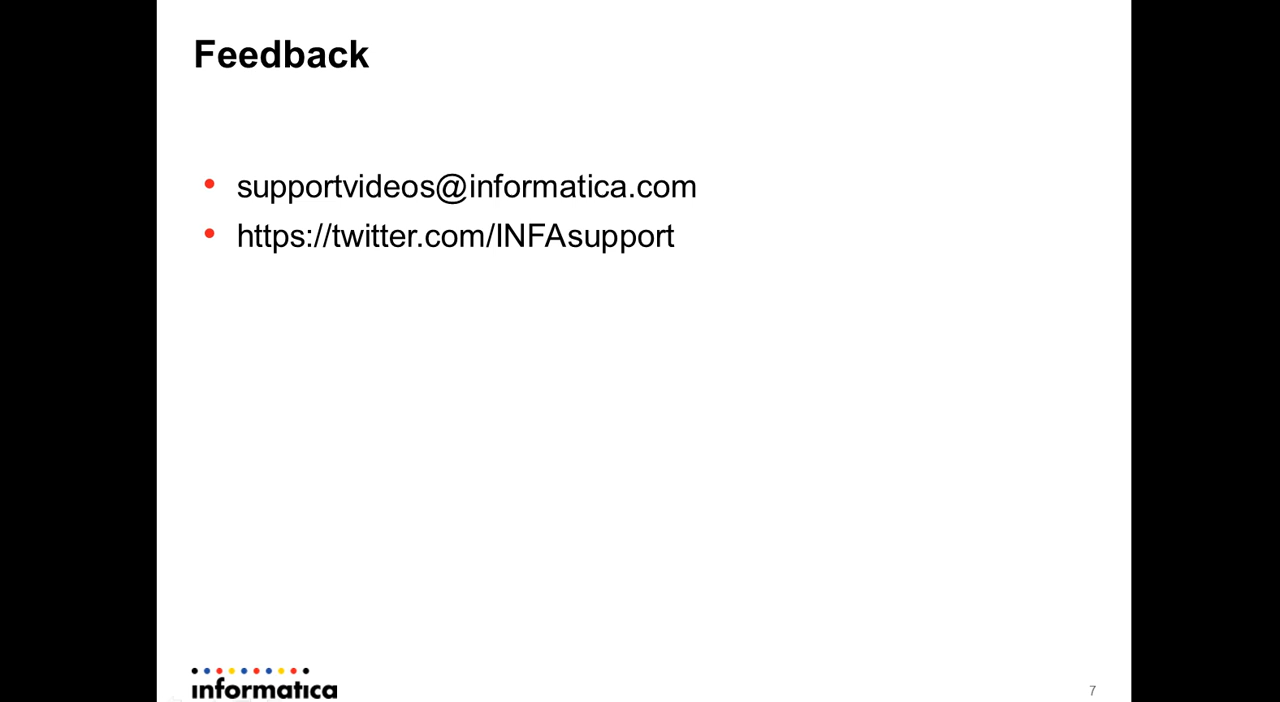 Feedback
• supportvideos@informatica.com
• https://twitter.com/INFAsupport
informatica
7